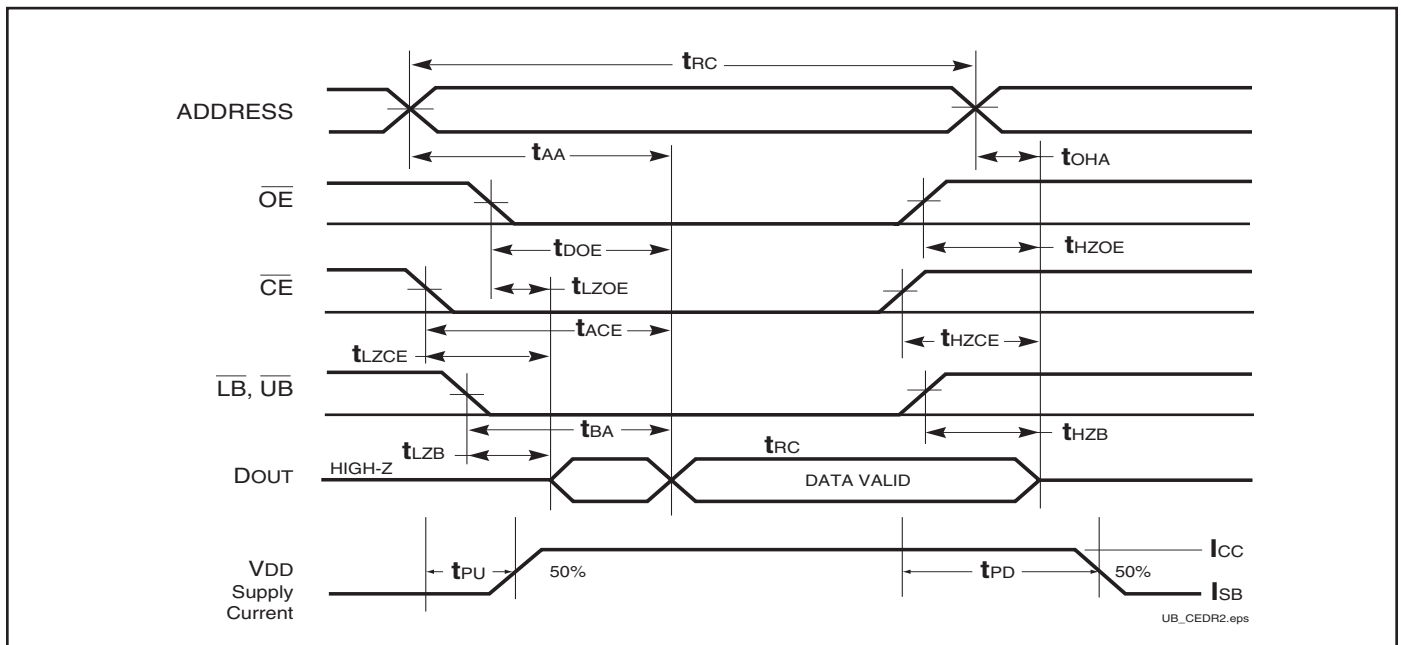 tRC
ADDRESS
tAA
tOHA
OE
tDOE
tHZOE
CE
tLZOE
tACE
tHZCE
tLZCE
LB, UB
tBA
tHZB
tLZB
tRC
DOUT
HIGH-Z
DATA VALID
ICC
VDD
Supply
Current
tPU
50%
tPD
50%
ISB
UB_CEDR2.eps